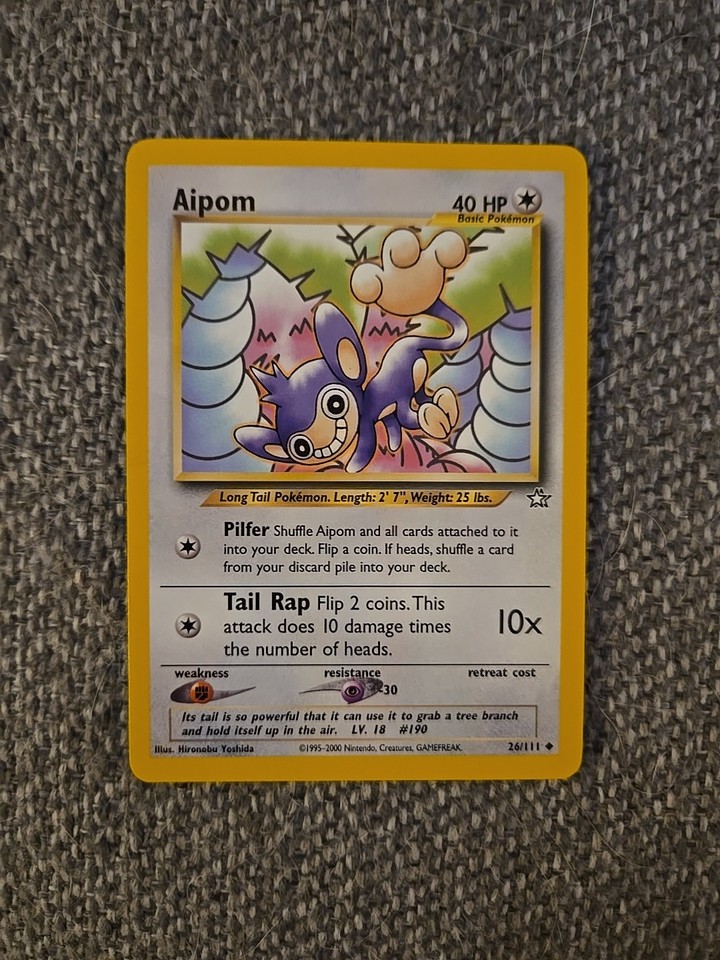 Aipom
40 HP
Basic Pokémon
Long Tail Pokémon. Length: 2' 7", Weight: 25 lbs.
Pilfer Shuffle Aipom and all cards attached to it
into your deck. Flip a coin. If heads, shuffle a card
from your discard pile into your deck.
Tail Rap Flip 2 coins. This
attack does 10 damage times
the number of heads.
10x
weakness
resistance
retreat cost
-30
Its tail is so powerful that it can use it to grab a tree branch
and hold itself up in the air. LV. 18 #190
Illus. Hironobu Yoshida
©1995-2000 Nintendo, Creatures, GAMEFREAK.
26/111